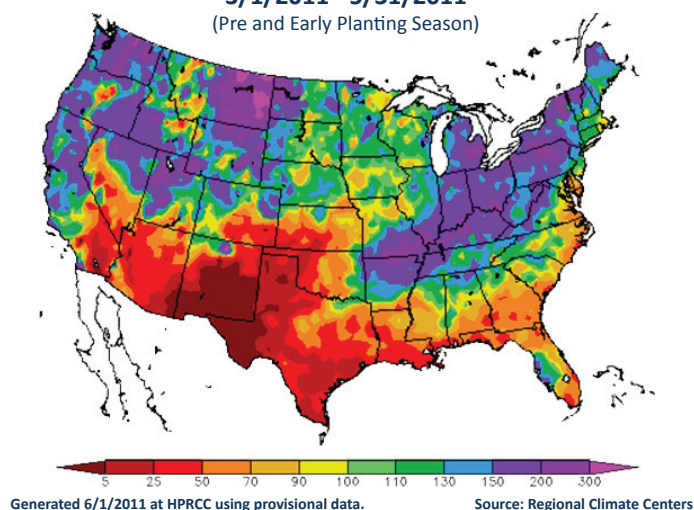 (Pre and Early Planting Season)
5 25 50 70 90 100 110 130 150 200 300
Generated 6/1/2011 at HPRCC using provisional data. Source: Regional Climate Centers